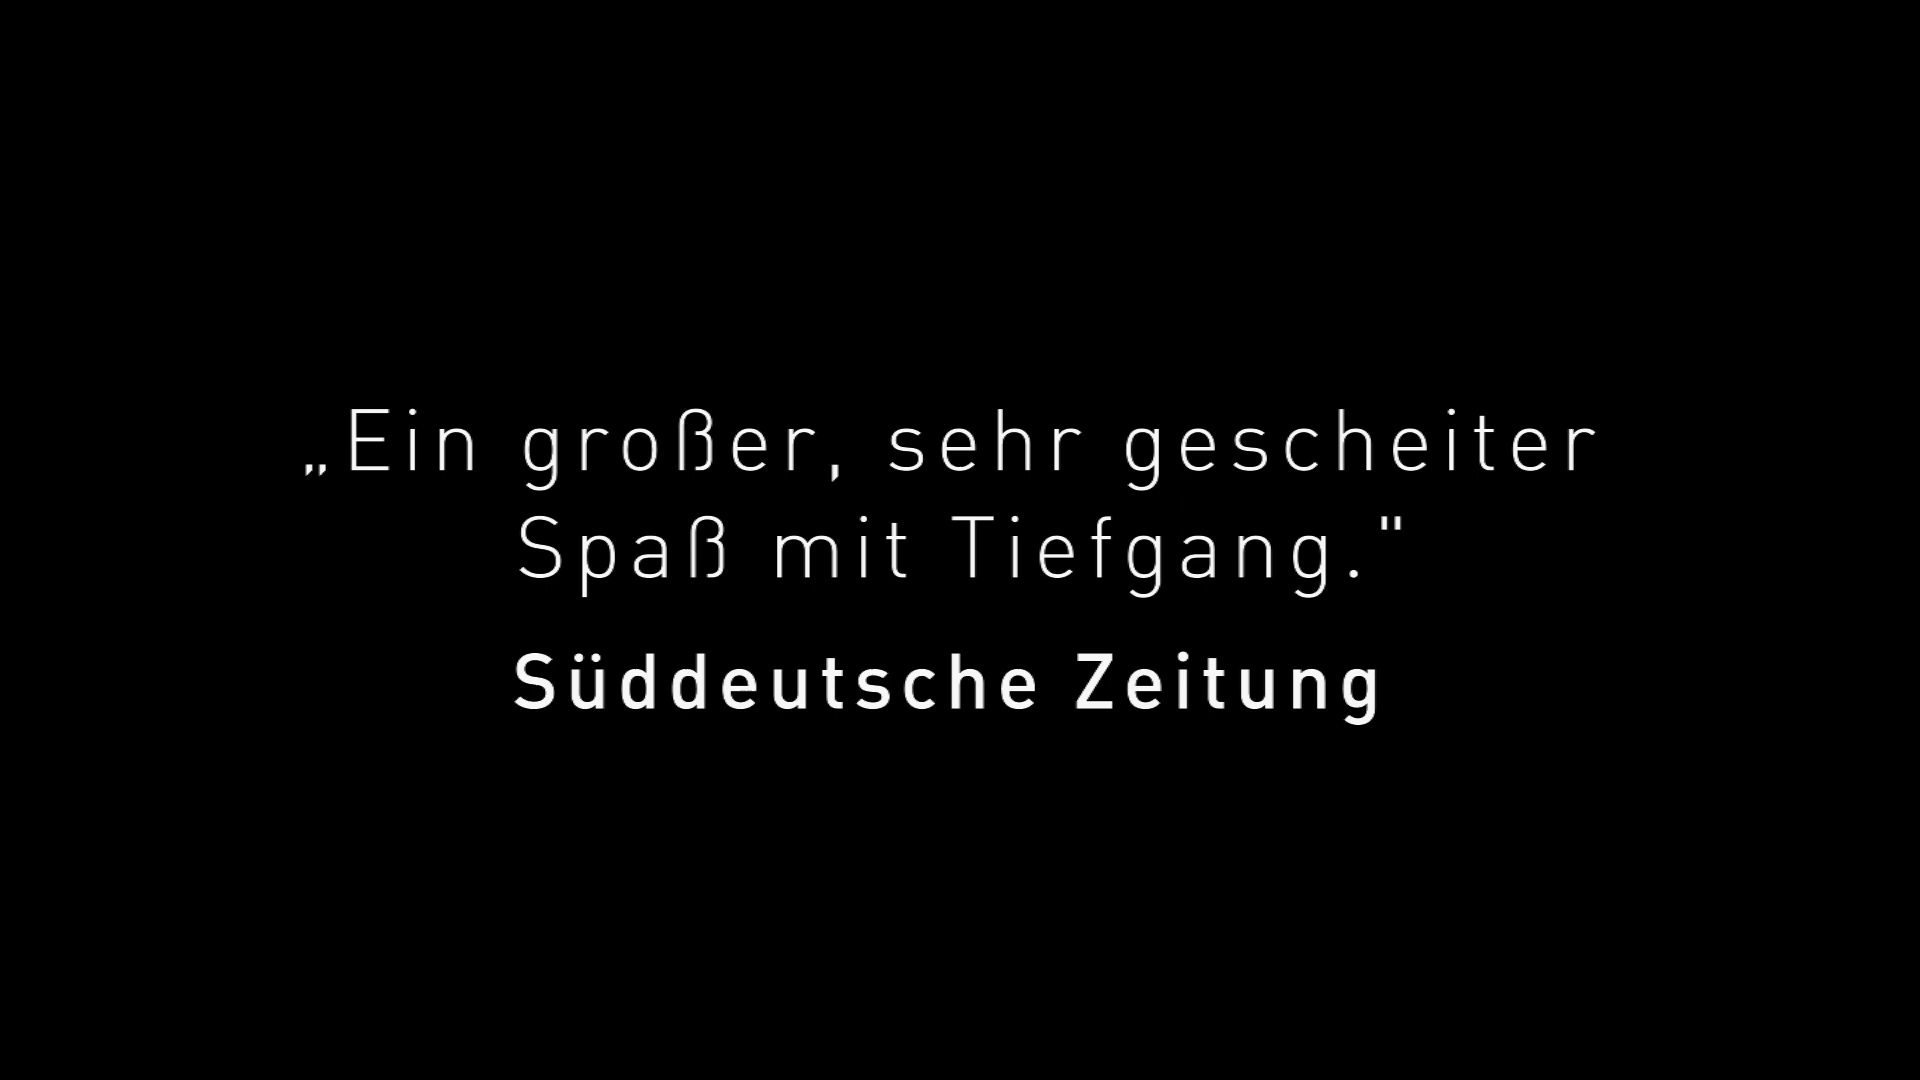 „Ein großer, sehr gescheiter
Spaß mit Tiefgang."
Süddeutsche Zeitung